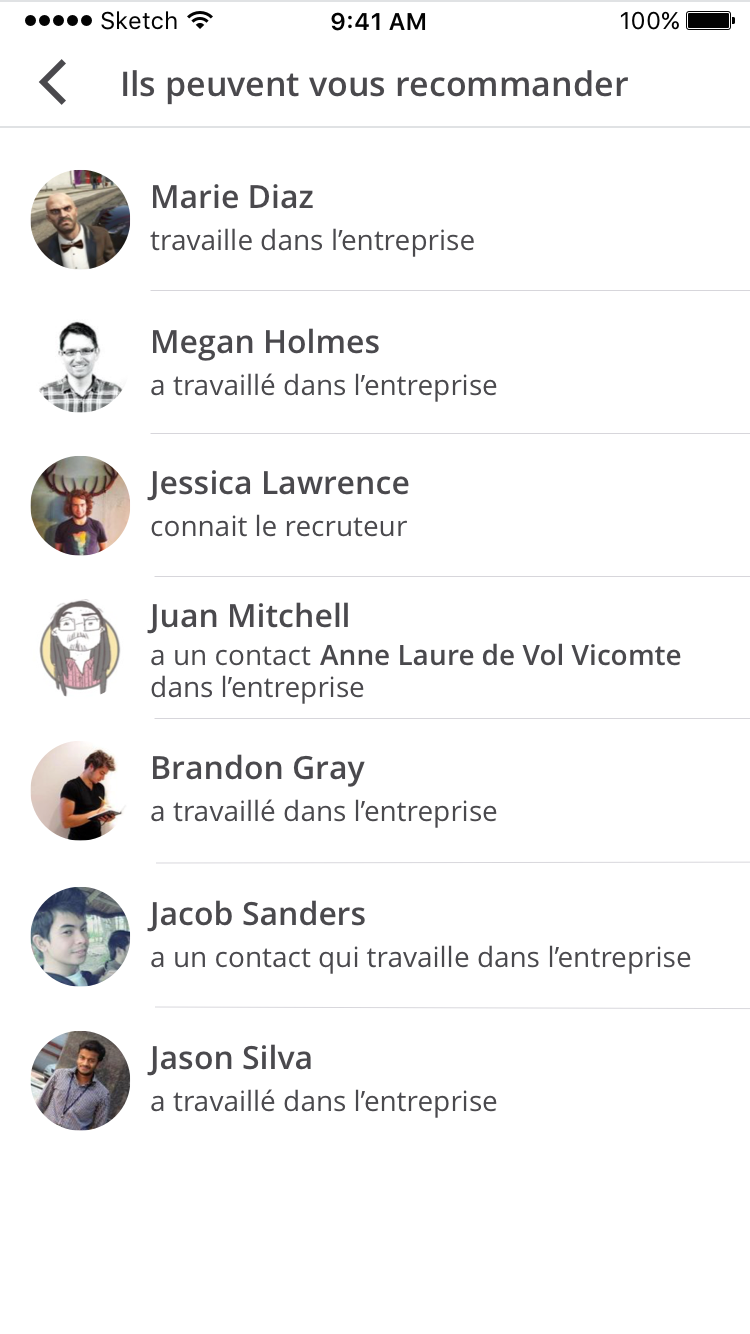 Sketch 9:41 AM 100%
Ils peuvent vous recommander
Marie Diaz
travaille dans l’entreprise
Megan Holmes
a travaillé dans l’entreprise
Jessica Lawrence
connait le recruteur
Juan Mitchell
a un contact Anne Laure de Vol Vicomte
dans l’entreprise
Brandon Gray
a travaillé dans l’entreprise
Jacob Sanders
a un contact qui travaille dans l’entreprise
Jason Silva
a travaillé dans l’entreprise